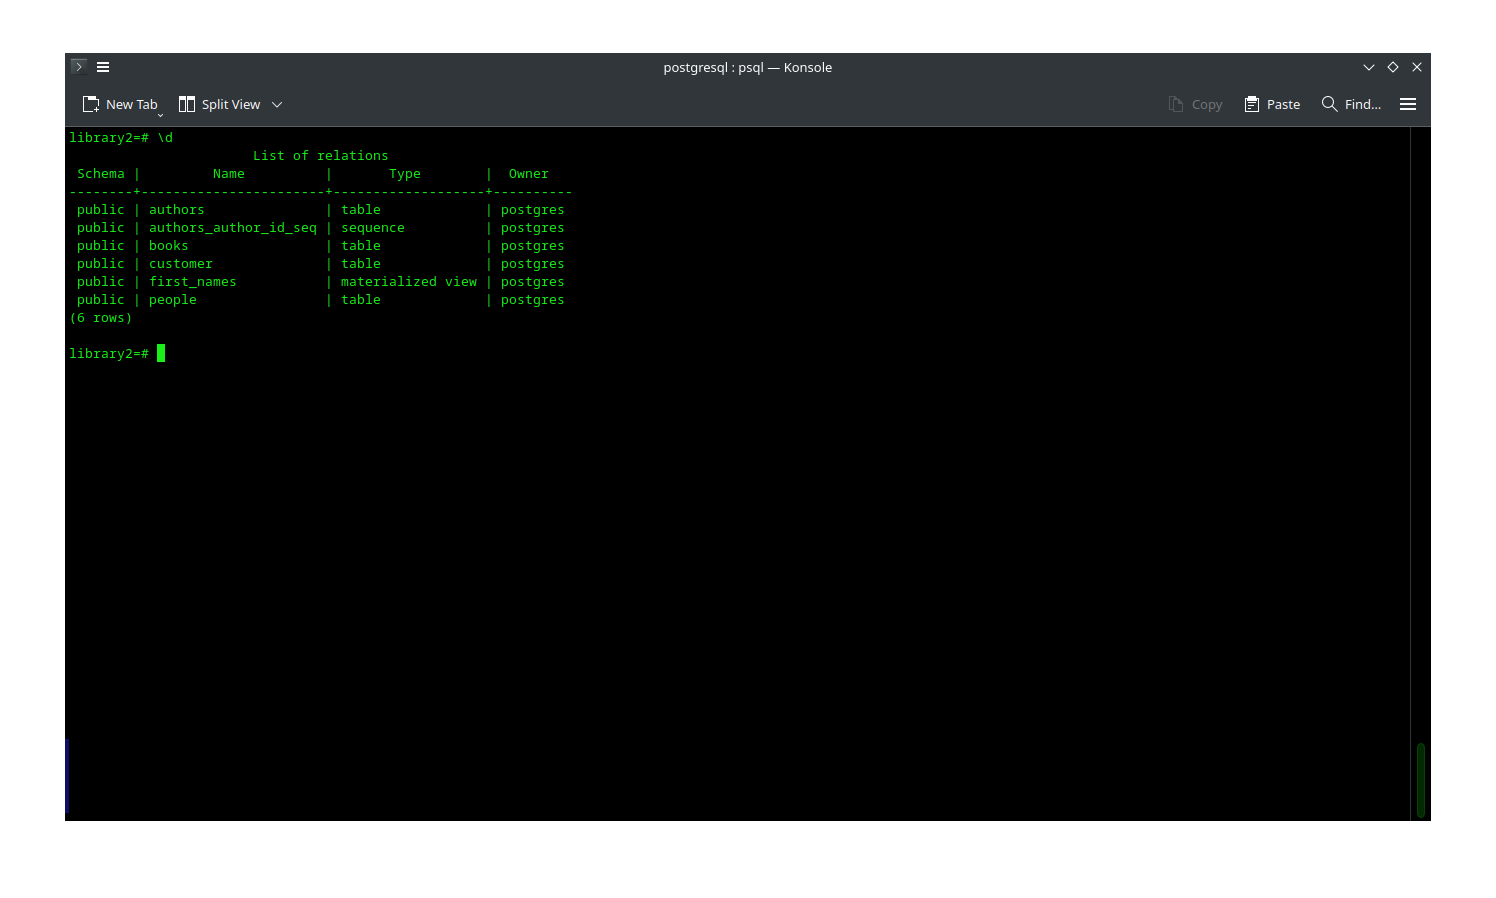 postgresql : psql — Konsole
New Tab Split View Copy Paste Find...
library2=# \d
                       List of relations
 Schema |         Name          |       Type        |  Owner
--------+-----------------------+-------------------+----------
 public | authors               | table             | postgres
 public | authors_author_id_seq | sequence          | postgres
 public | books                 | table             | postgres
 public | customer              | table             | postgres
 public | first_names           | materialized view | postgres
 public | people                | table             | postgres
(6 rows)
library2=#